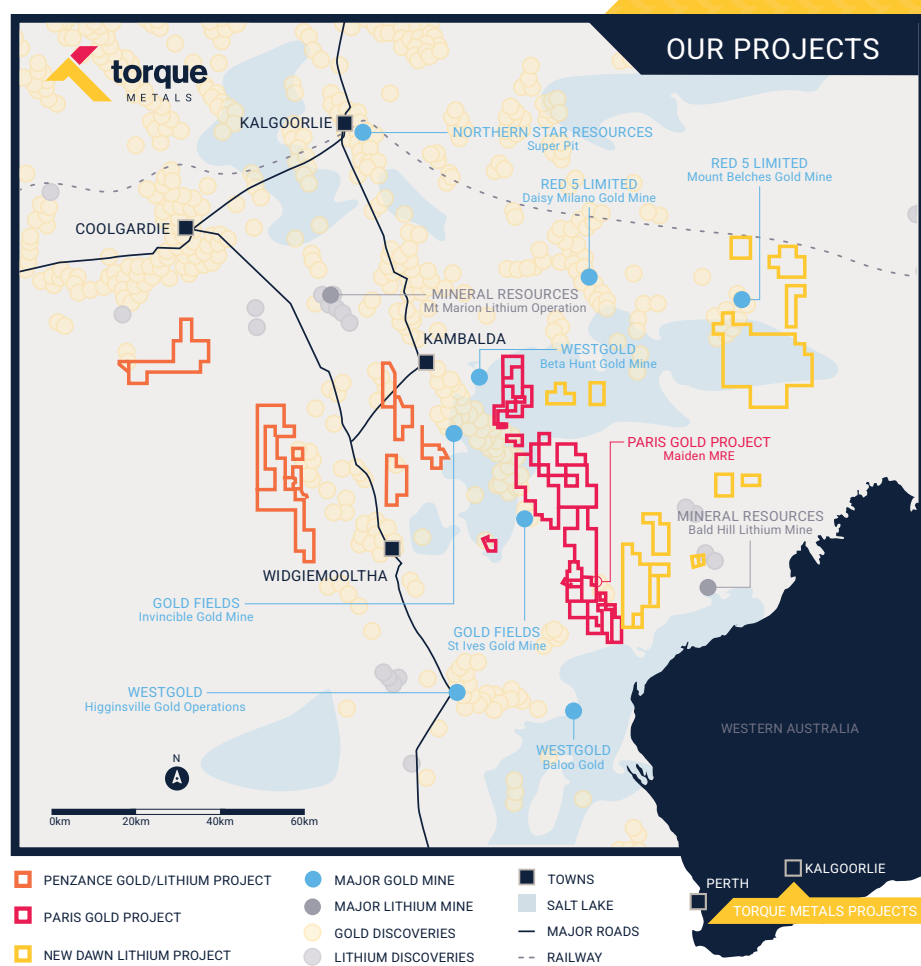 OUR PROJECTS
torque
METALS
KALGOORLIE
NORTHERN STAR RESOURCES
Super Pit
RED 5 LIMITED
Mount Belches Gold Mine
RED 5 LIMITED
Daisy Milano Gold Mine
COOLGARDIE
MINERAL RESOURCES
Mt Marion Lithium Operation
KAMBALDA
WESTGOLD
Beta Hunt Gold Mine
PARIS GOLD PROJECT
Maiden MRE
MINERAL RESOURCES
Bald Hill Lithium Mine
WIDGIEMOOLTHA
GOLD FIELDS
Invincible Gold Mine
GOLD FIELDS
St Ives Gold Mine
WESTGOLD
Higginsville Gold Operations
WESTGOLD
Baloo Gold
WESTERN AUSTRALIA
N
0km 20km 40km 60km
PENZANCE GOLD/LITHIUM PROJECT
PARIS GOLD PROJECT
NEW DAWN LITHIUM PROJECT
MAJOR GOLD MINE
MAJOR LITHIUM MINE
GOLD DISCOVERIES
LITHIUM DISCOVERIES
TOWNS
SALT LAKE
MAJOR ROADS
RAILWAY
KALGOORLIE
PERTH
TORQUE METALS PROJECTS